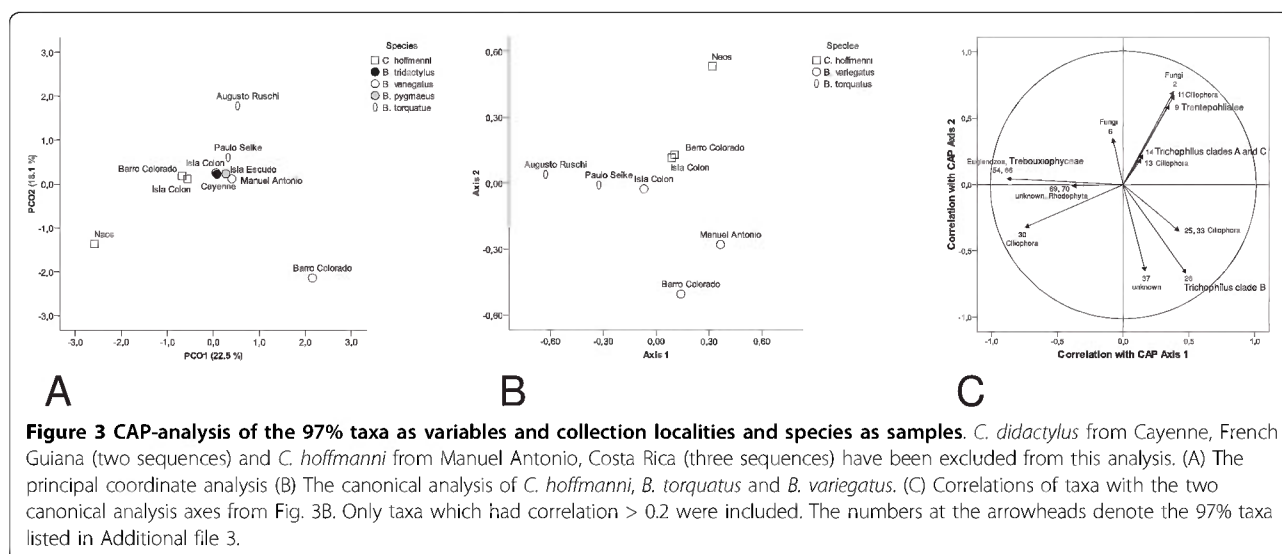 3,0
2,0
1,0
0,0
-1,0
-2,0
-3,0
PCO2 (18.1 %)
-3,0 -2,0 -1,0 0,0 1,0 2,0 3,0
PCO1 (22.5 %)
Species
C. hoffmenni
B. tridactylus
B. venegatus
B. pygmaeus
B. torquatue
Augusto Ruschi
Paulo Seike
Isla Colon
Barro Colorado
Isla Escudo
Isla Colon
Cayenne
Manuel Antonio
Naos
Barro Colorado
A
0,60
0,30
0,00
-0,30
-0,60
Axis 2
-0,60 -0,30 0,00 0,30 0,60
Axis 1
Species
C. hoffmenni
B. variegatus
B. torquatus
Naos
Barro Colorado
Isla Colon
Augusto Ruschi
Paulo Seike
Isla Colon
Manuel Antonio
Barro Colorado
B
1,0
0,5
0,0
-0,5
-1,0
Correlation with CAP Axis 2
-1,0 -0,5 0,0 0,5 1,0
Correlation with CAP Axis 1
Fungi
2
11 Ciliophora
9 Trentepohliales
Fungi
6
14 Trichophilus clades A and C
13 Ciliophora
Euglendzoa, Trebouxiophyceae
54, 66
69, 70
unknown, Rhodephyta
30
Ciliophora
25, 33 Ciliophora
37
unknown
26
Trichophilus clade B
C
Figure 3 CAP-analysis of the 97% taxa as variables and collection localities and species as samples. C. didactylus from Cayenne, French
Guiana (two sequences) and C. hoffmanni from Manuel Antonio, Costa Rica (three sequences) have been excluded from this analysis. (A) The
principal coordinate analysis (B) The canonical analysis of C. hoffmanni, B. torquatus and B. variegatus. (C) Correlations of taxa with the two
canonical analysis axes from Fig. 3B. Only taxa which had correlation > 0.2 were included. The numbers at the arrowheads denote the 97% taxa
listed in Additional file 3.